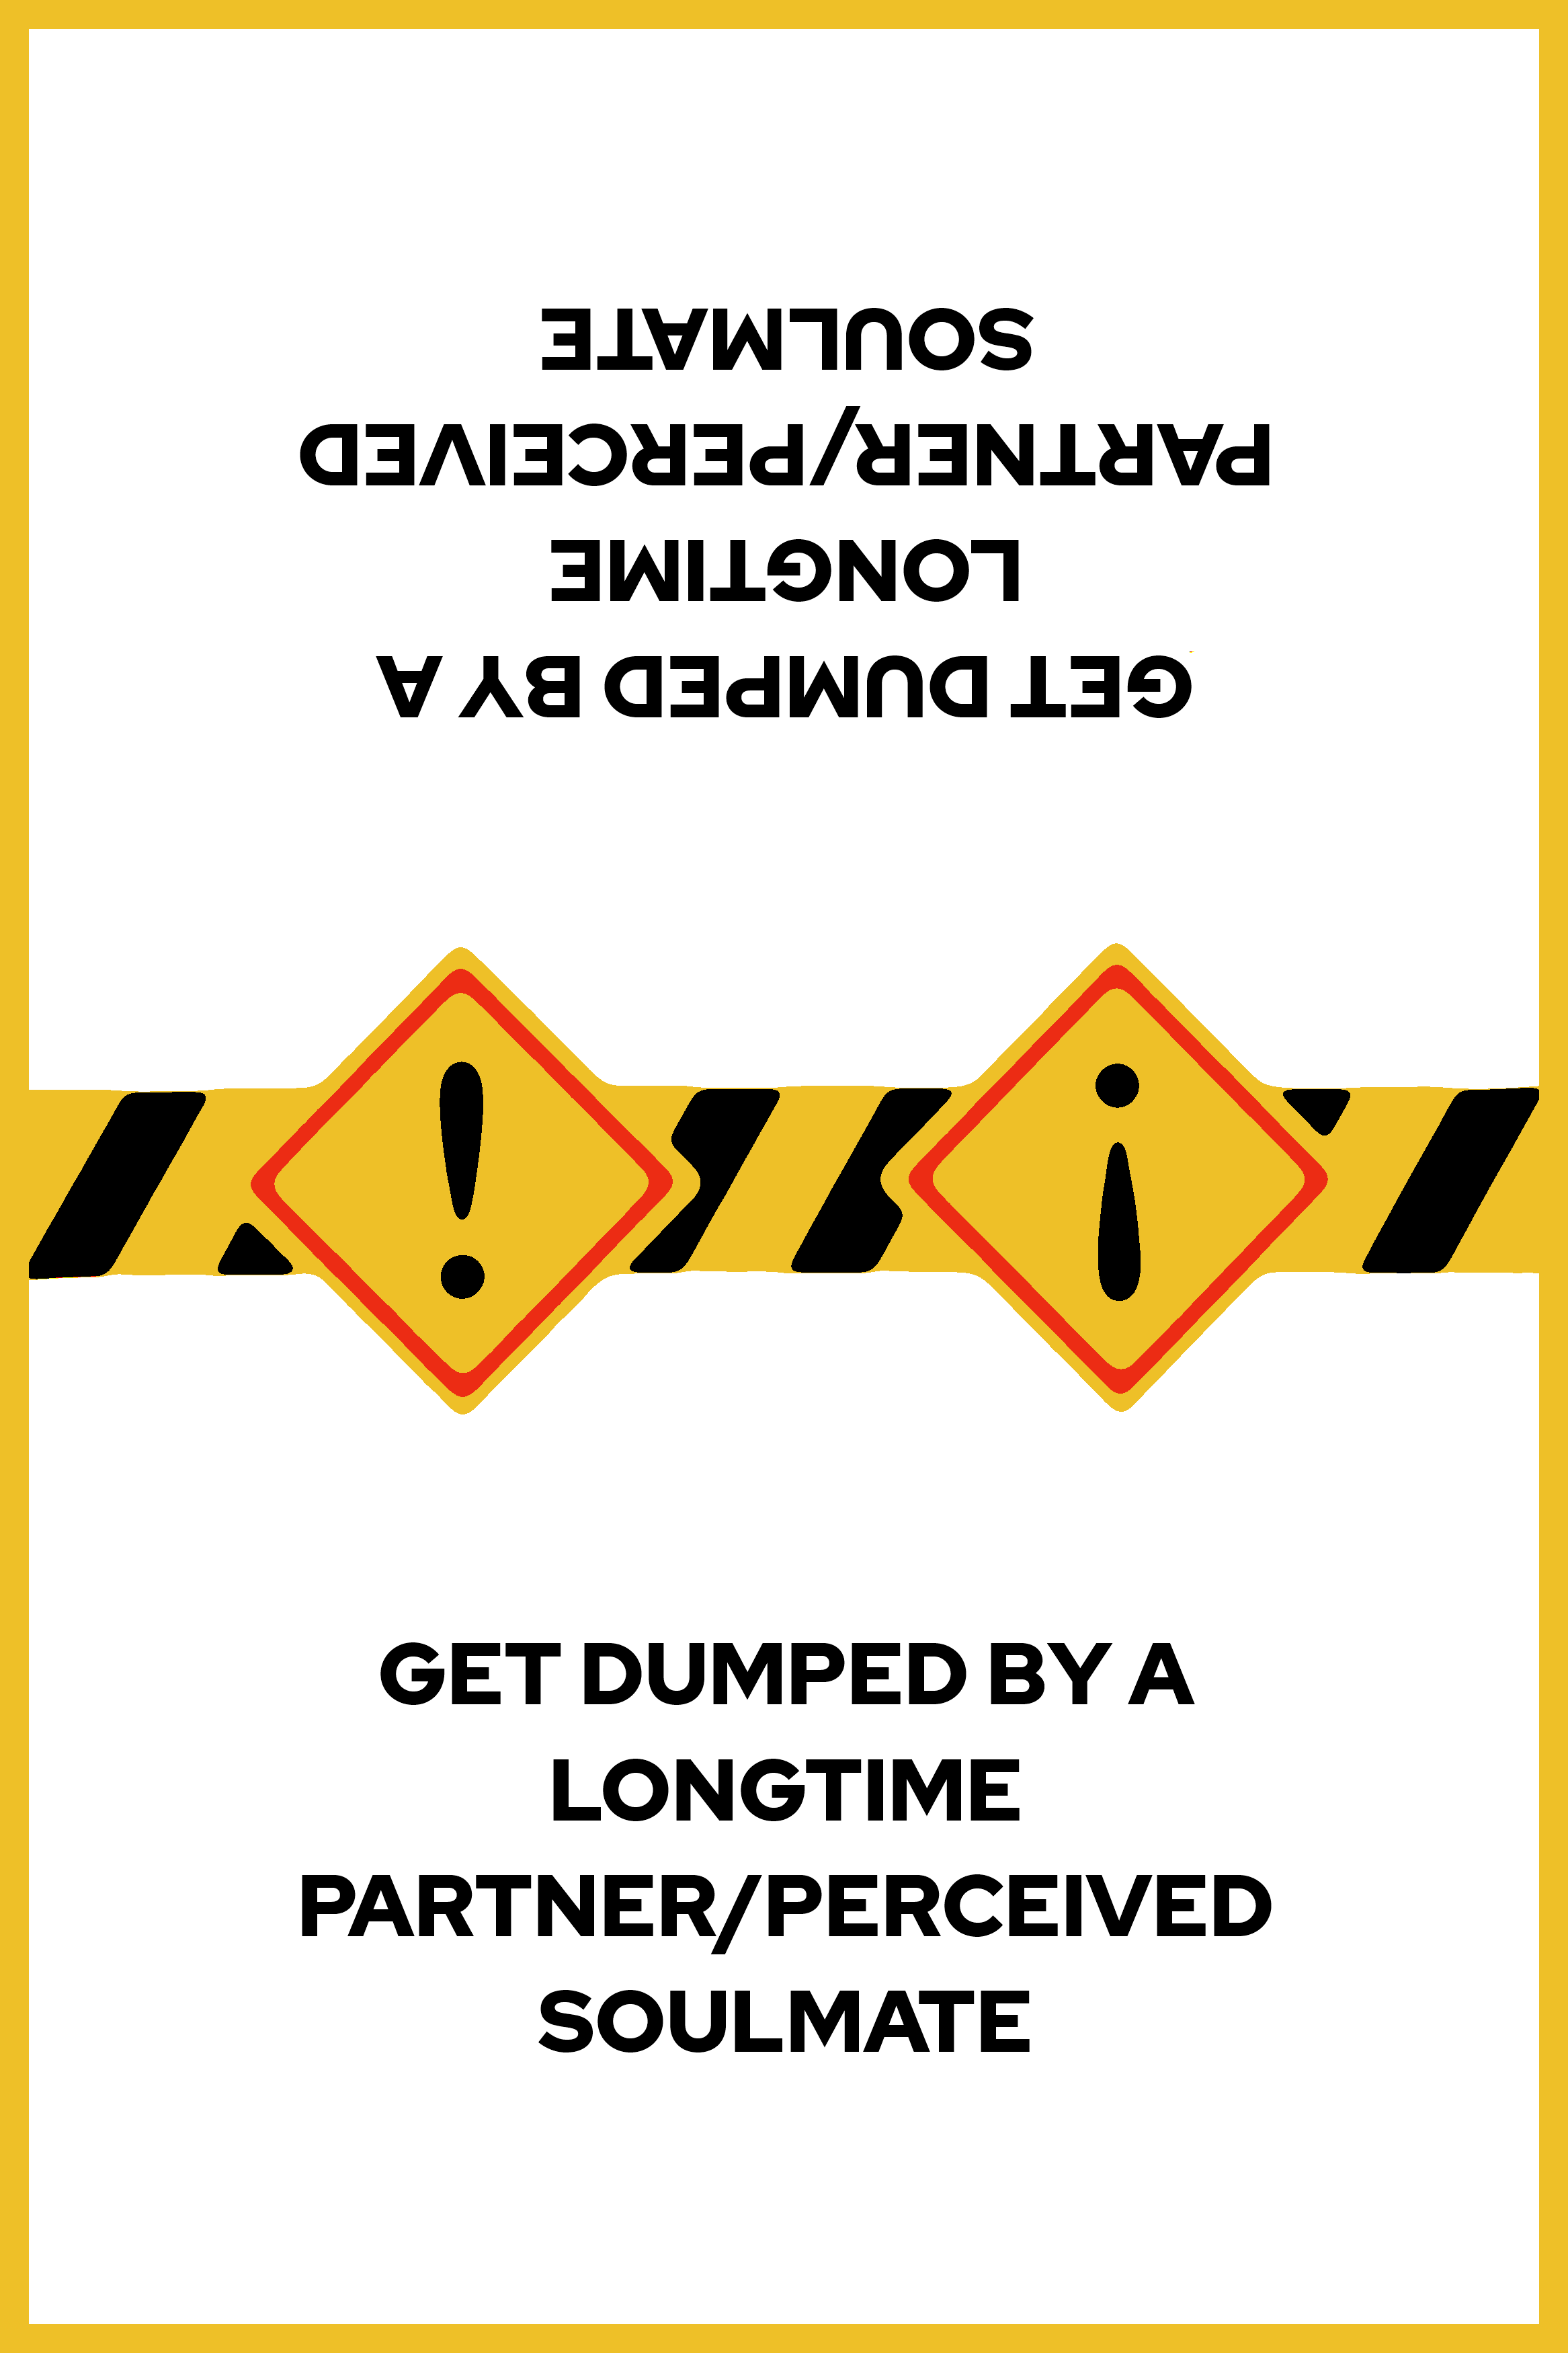 GET DUMPED BY A
LONGTIME
PARTNER/PERCEIVED
SOULMATE
!
!
GET DUMPED BY A
LONGTIME
PARTNER/PERCEIVED
SOULMATE